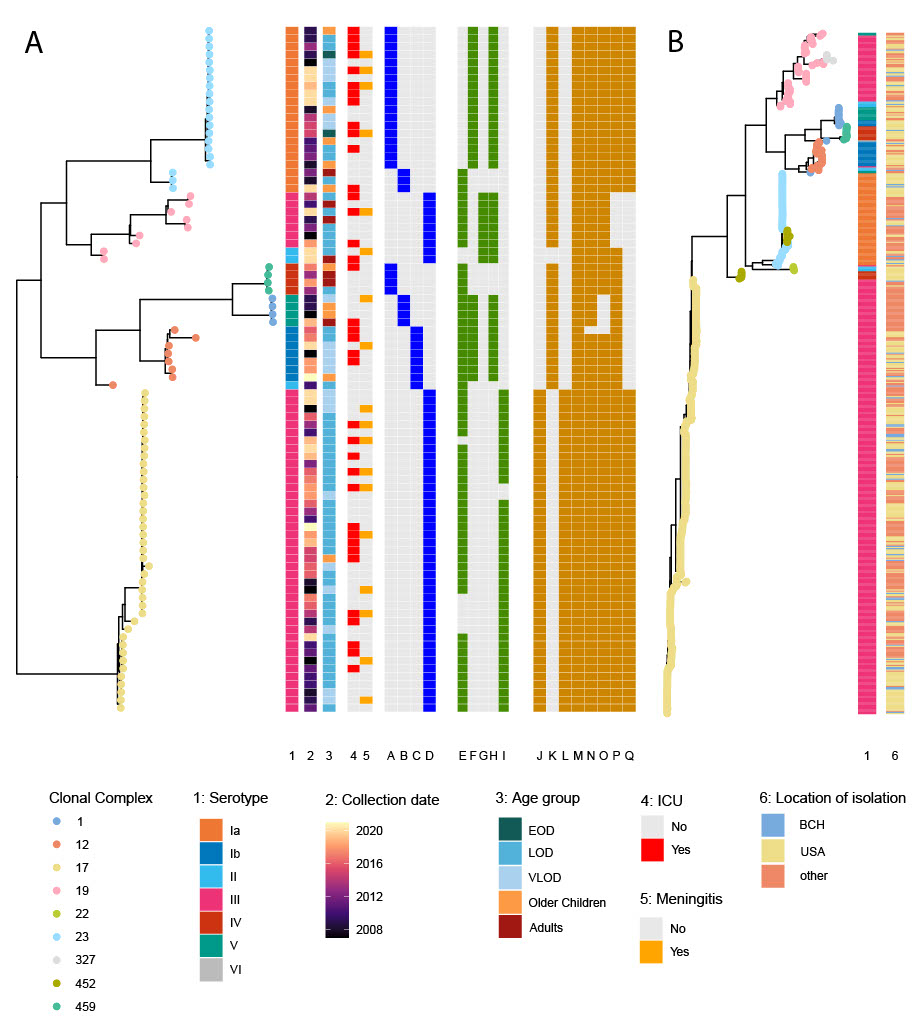 A
B
1 2 3 4 5 A B C D E F G H I J K L M N O P Q
1 6
Clonal Complex
1
12
17
19
22
23
327
452
459
1: Serotype
Ia
Ib
II
III
IV
V
VI
2: Collection date
2020
2016
2012
2008
3: Age group
EOD
LOD
VLOD
Older Children
Adults
4: ICU
No
Yes
5: Meningitis
No
Yes
6: Location of isolation
BCH
USA
other